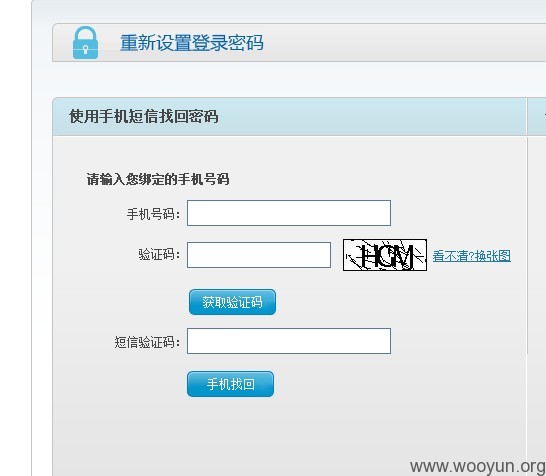 重新设置登录密码
使用手机短信找回密码
请输入您绑定的手机号码
手机号码：
验证码： HGM 看不清?换张图
获取验证码
短信验证码：
手机找回
www.wooyun.org